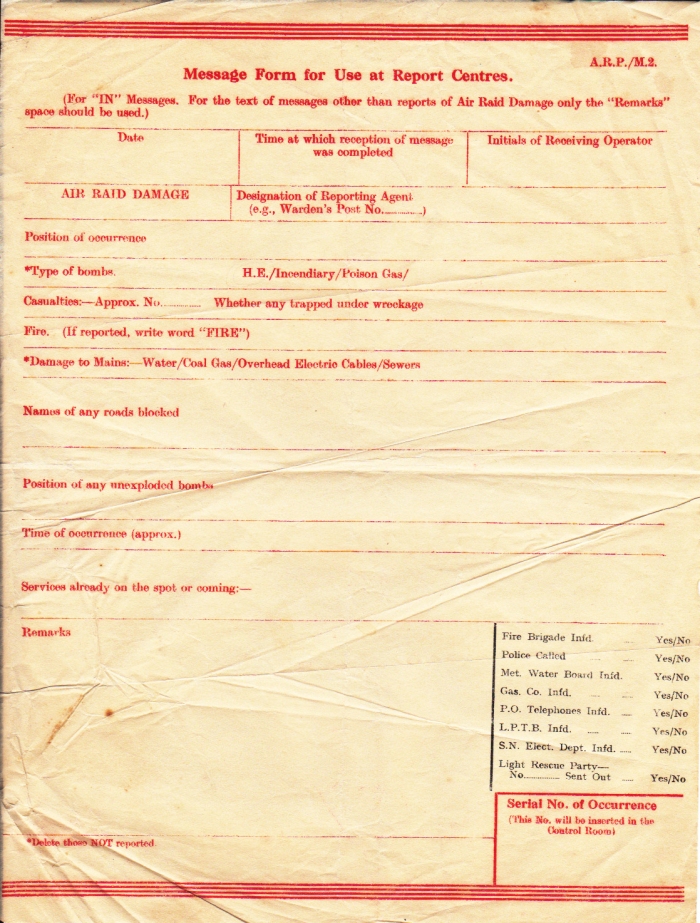 A.R.P./M.2.
Message Form for Use at Report Centres.
(For "IN" Messages. For the text of messages other than reports of Air Raid Damage only the "Remarks"
space should be used.)
Date
Time at which reception of message
was completed
Initials of Receiving Operator
AIR RAID DAMAGE
Designation of Reporting Agent
(e.g., Warden's Post No.............)
Position of occurrence
*Type of bombs. H.E./Incendiary/Poison Gas/
Casualties:—Approx. No............. Whether any trapped under wreckage
Fire. (If reported, write word "FIRE")
*Damage to Mains:—Water/Coal Gas/Overhead Electric Cables/Sewers
Names of any roads blocked
Position of any unexploded bombs
Time of occurrence (approx.)
Services already on the spot or coming:—
Remarks
Fire Brigade Infd. ..... Yes/No
Police Called ..... Yes/No
Met. Water Board Infd. Yes/No
Gas. Co. Infd. ..... ..... Yes/No
P.O. Telephones Infd. ..... Yes/No
L.P.T.B. Infd. ..... ..... Yes/No
S.N. Elect. Dept. Infd. ..... Yes/No
Light Rescue Party—
No............... Sent Out ..... Yes/No
Serial No. of Occurrence
(This No. will be inserted in the
Control Room)
*Delete those NOT reported.